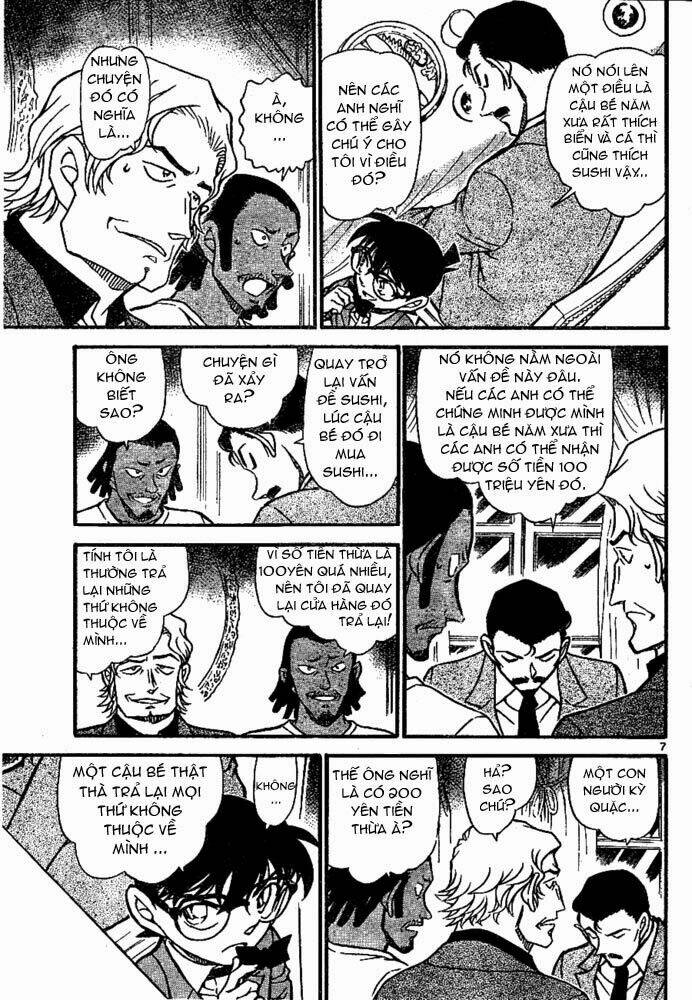 NÓ NÓI LÊN
MỘT ĐIỀU LÀ
CẬU BÉ NĂM
XƯA RẤT THÍCH
BIỂN VÀ CÁ THÌ
CŨNG THÍCH
SUSHI VẬY..
NÊN CÁC
ANH NGHĨ
CÓ THỂ GÂY
CHÚ Ý CHO
TÔI VÌ ĐIỀU
ĐÓ?
À,
KHÔNG
...
NHƯNG
CHUYỆN
ĐÓ CÓ
NGHĨA
LÀ...
NÓ KHÔNG NẰM NGOÀI
VẤN ĐỀ NÀY ĐÂU.
NẾU CÁC ANH CÓ THỂ
CHỨNG MINH ĐƯỢC MÌNH
LÀ CẬU BÉ NĂM XƯA THÌ
CÁC ANH CÓ THỂ NHẬN
ĐƯỢC SỐ TIỀN 100
TRIỆU YÊN ĐÓ.
QUAY TRỞ
LẠI VẤN
ĐỀ SUSHI,
LÚC CẬU
BÉ ĐÓ ĐI
MUA
SUSHI...
CHUYỆN GÌ
ĐÃ XẢY
RA?
ÔNG
KHÔNG
BIẾT
SAO?
VÌ SỐ TIỀN THỪA LÀ
100YÊN QUÁ NHIỀU,
NÊN TÔI ĐÃ QUAY
LẠI CỬA HÀNG ĐÓ
TRẢ LẠI!
TÍNH TÔI LÀ
THƯỜNG TRẢ
LẠI NHỮNG
THỨ KHÔNG
THUỘC VỀ
MÌNH...
7
MỘT CON
NGƯỜI KỲ
QUẶC...
HẢ?
SAO
CHÚ?
THẾ ÔNG NGHĨ
LÀ CÓ 200
YÊN TIỀN
THỪA À?
KHÔNG
...
MỘT CẬU BÉ THẬT
THÀ TRẢ LẠI MỌI
THỨ KHÔNG
THUỘC VỀ
MÌNH ...